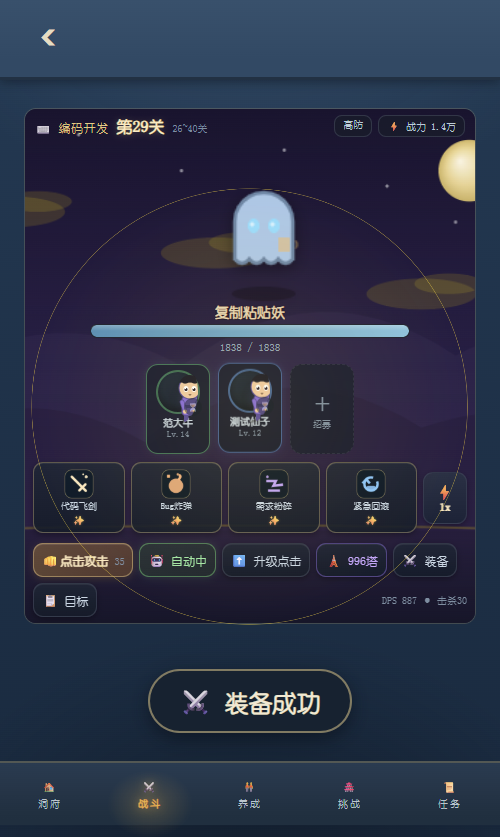 编码开发 第29关 26~40关 高防 战力 1.4万
复制粘贴妖
1838 / 1838
范大牛 测试仙子 +
Lv.14 Lv.12 招募
代码飞剑 Bug炸弹 需求粉碎 紧急回滚 1x
点击攻击 35 自动中 升级点击 996塔 装备
目标 DPS 887 • 击杀30
装备成功
洞府 战斗 养成 挑战 任务